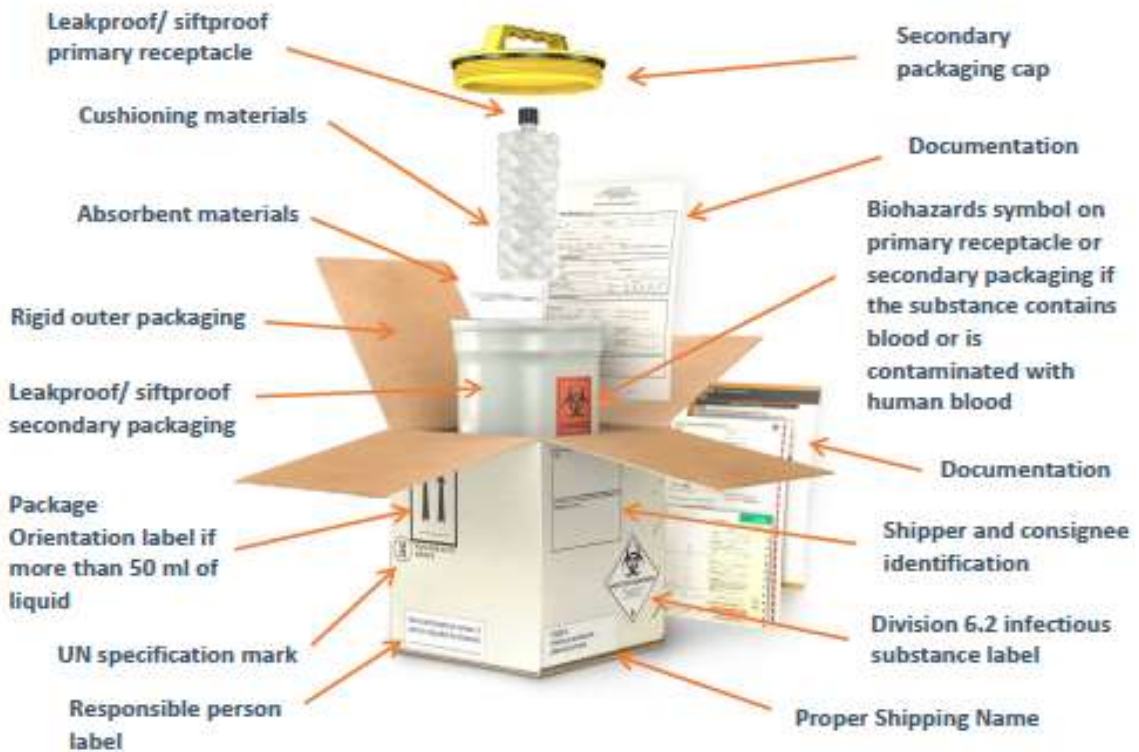 Leakproof/ siftproof
primary receptacle
Secondary
packaging cap
Cushioning materials
Documentation
Absorbent materials
Biohazards symbol on
primary receptacle or
secondary packaging if
the substance contains
blood or is
contaminated with
human blood
Rigid outer packaging
Leakproof/ siftproof
secondary packaging
Documentation
Package
Orientation label if
more than 50 ml of
liquid
Shipper and consignee
identification
UN specification mark
Division 6.2 infectious
substance label
Responsible person
label
Proper Shipping Name